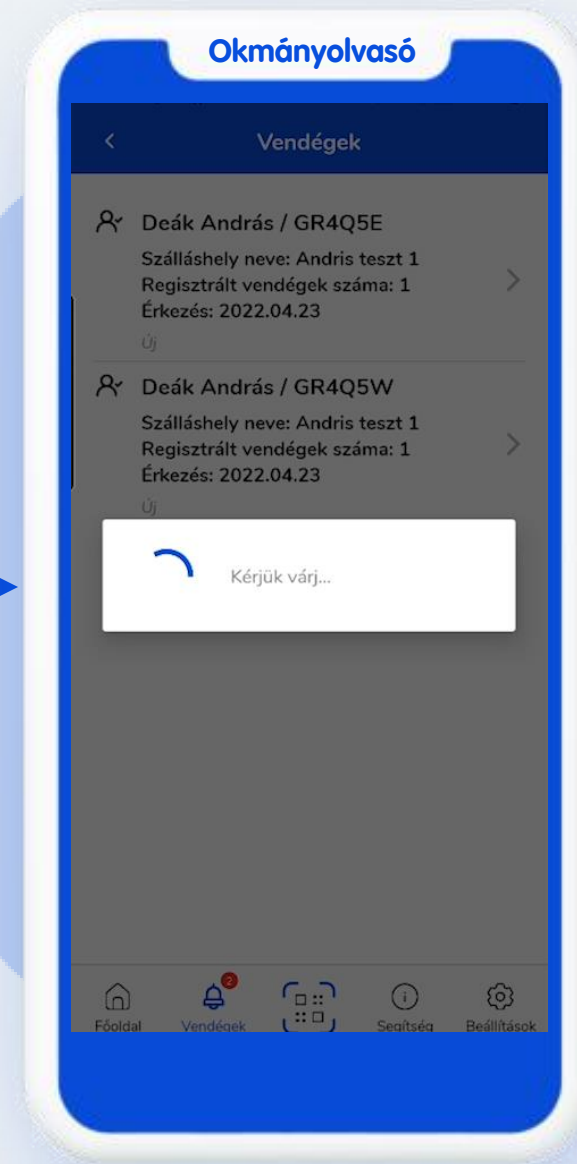 Okmányolvasó
Vendégek
Deák András / GR4Q5E
Szálláshely neve: Andris teszt 1
Regisztrált vendégek száma: 1
Érkezés: 2022.04.23
Új
Deák András / GR4Q5W
Szálláshely neve: Andris teszt 1
Regisztrált vendégek száma: 1
Érkezés: 2022.04.23
Új
Kérjük várj...
2
Főoldal Vendégek Segítség Beállítások